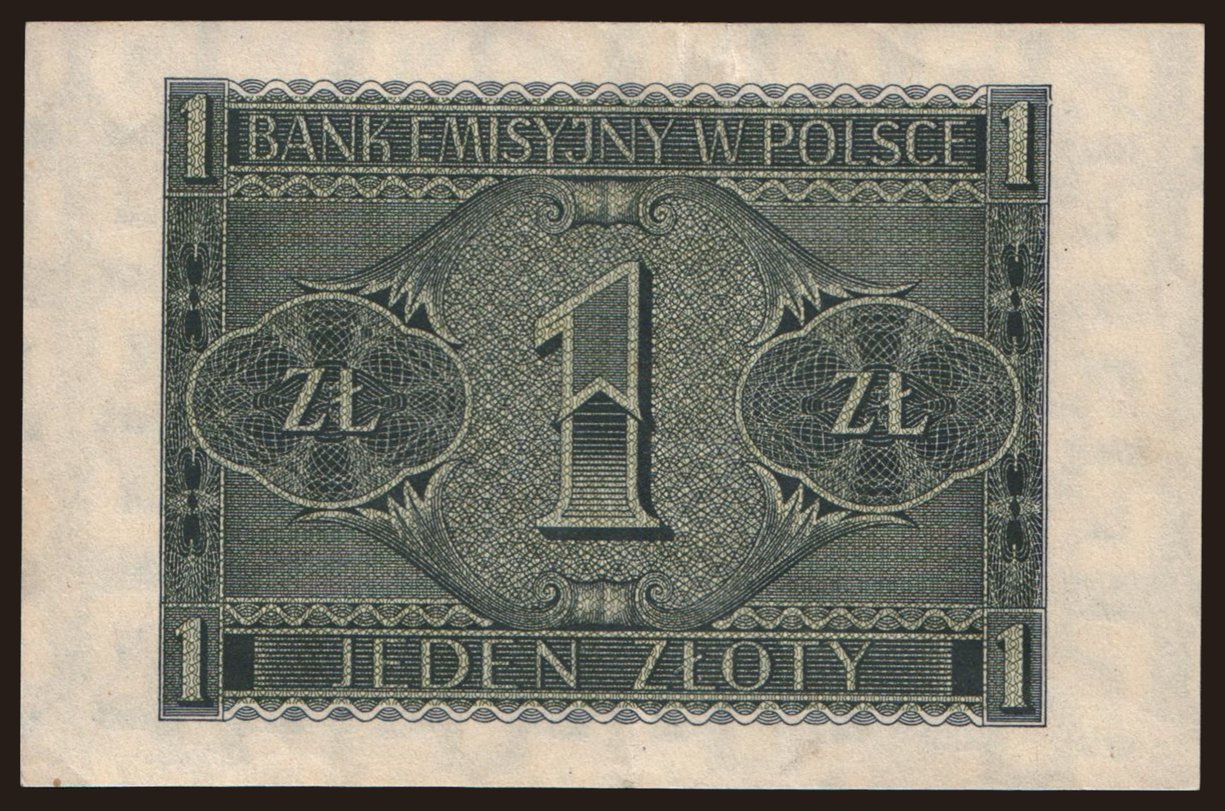 1 BANK EMISYJNY W POLSCE 1
1
ZŁ ZŁ
1 JEDEN ZŁOTY 1